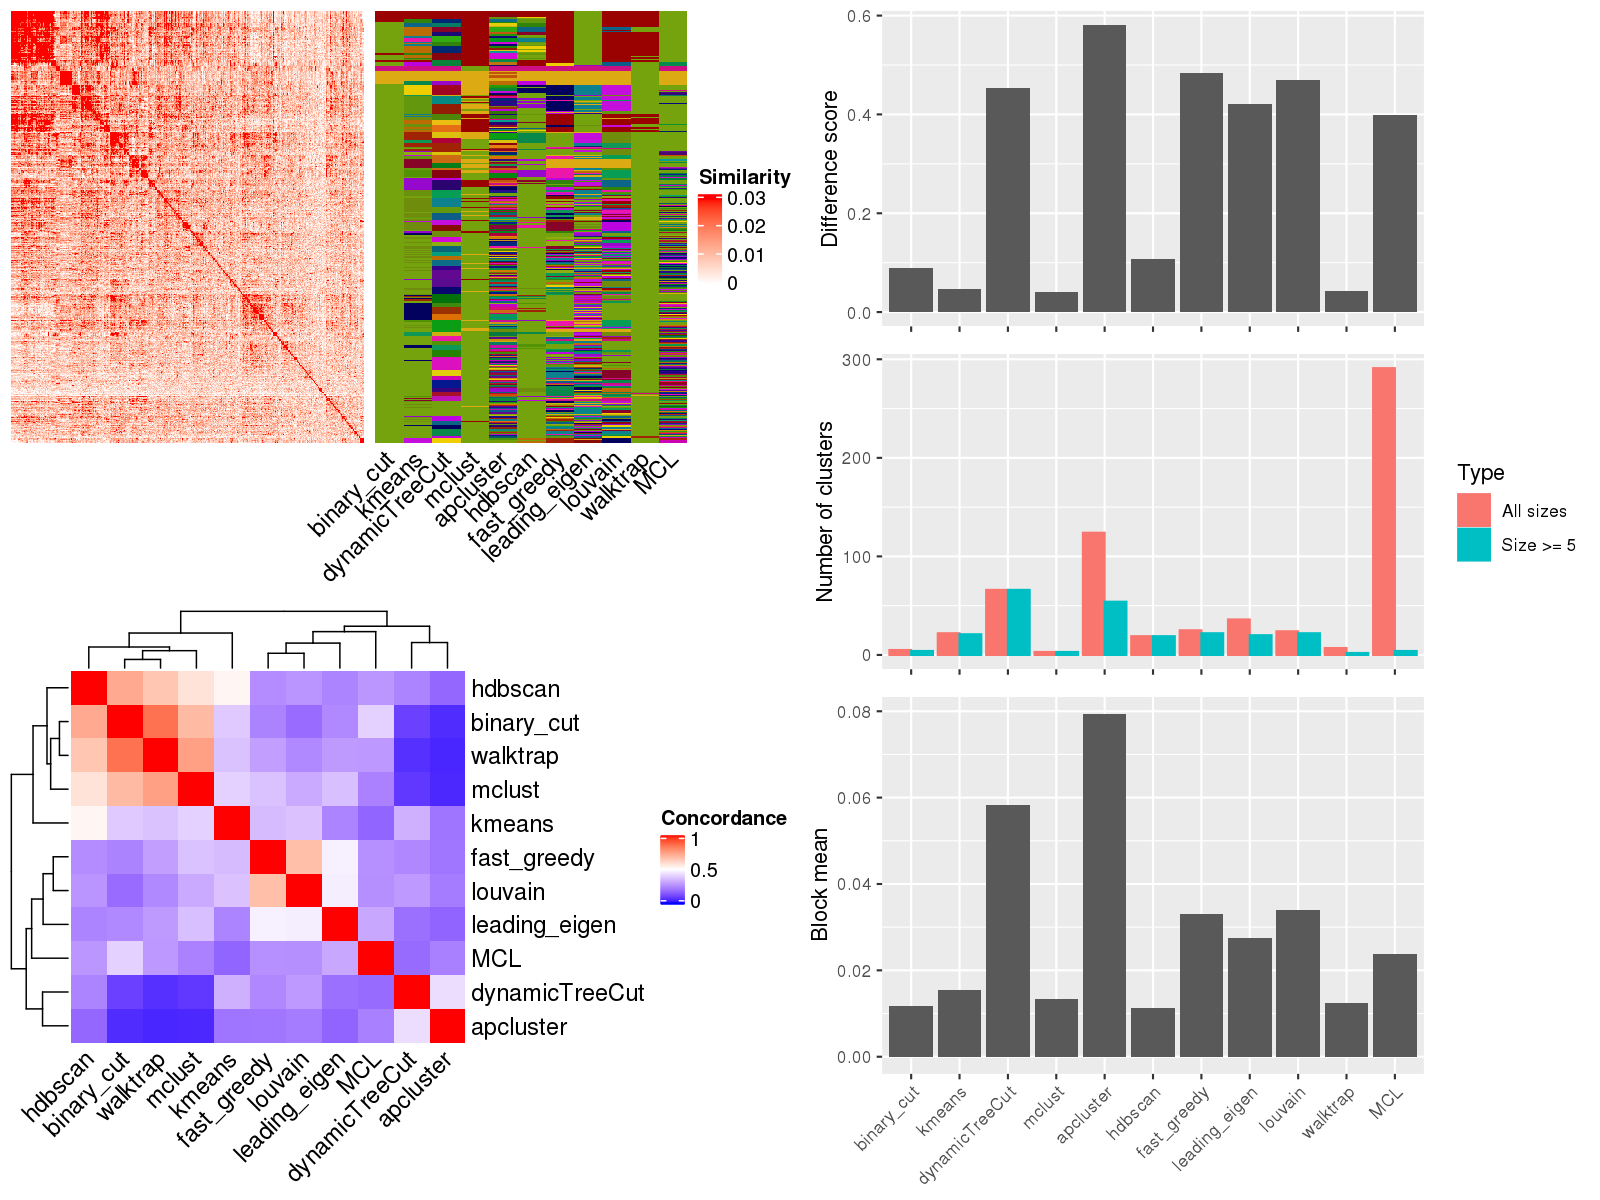 Similarity
0.03
0.02
0.01
0
binary_cut
kmeans
dynamicTreeCut
mclust
apcluster
hdbscan
fast_greedy
leading_eigen
louvain
walktrap
MCL
hdbscan
binary_cut
walktrap
mclust
kmeans
fast_greedy
louvain
leading_eigen
MCL
dynamicTreeCut
apcluster
hdbscan
binary_cut
walktrap
mclust
kmeans
fast_greedy
louvain
leading_eigen
MCL
dynamicTreeCut
apcluster
Concordance
1
0.5
0
Difference score
0.6
0.4
0.2
0.0
Number of clusters
300
200
100
0
Type
All sizes
Size >= 5
Block mean
0.08
0.06
0.04
0.02
0.00
binary_cut
kmeans
dynamicTreeCut
mclust
apcluster
hdbscan
fast_greedy
leading_eigen
louvain
walktrap
MCL